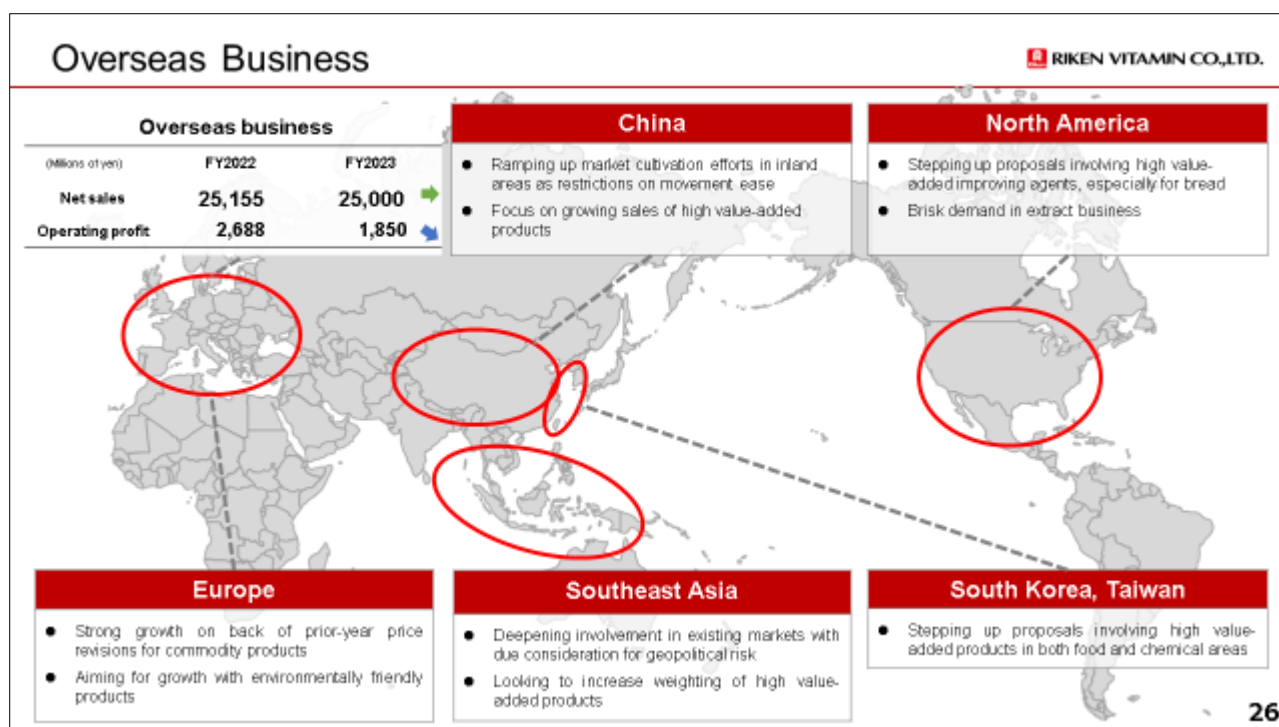 Overseas Business
RIKEN VITAMIN CO.,LTD.
Overseas business
(Millions of yen) FY2022 FY2023
Net sales 25,155 25,000
Operating profit 2,688 1,850
China
● Ramping up market cultivation efforts in inland
areas as restrictions on movement ease
● Focus on growing sales of high value-added
products
North America
● Stepping up proposals involving high value-
added improving agents, especially for bread
● Brisk demand in extract business
Europe
● Strong growth on back of prior-year price
revisions for commodity products
● Aiming for growth with environmentally friendly
products
Southeast Asia
● Deepening involvement in existing markets with
due consideration for geopolitical risk
● Looking to increase weighting of high value-
added products
South Korea, Taiwan
● Stepping up proposals involving high value-
added products in both food and chemical areas
26